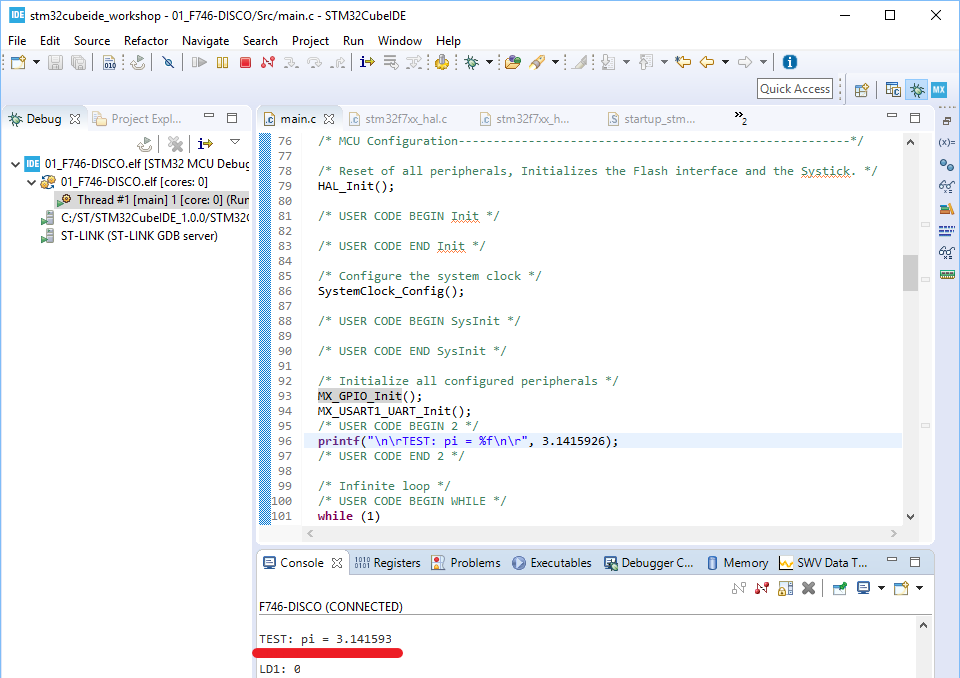 IDE stm32cubeide_workshop - 01_F746-DISCO/Src/main.c - STM32CubeIDE
File Edit Source Refactor Navigate Search Project Run Window Help
Quick Access
MX
Debug Project Expl...
IDE 01_F746-DISCO.elf [STM32 MCU Debug
01_F746-DISCO.elf [cores: 0]
Thread #1 [main] 1 [core: 0] (Run
C:/ST/STM32CubeIDE_1.0.0/STM32C
ST-LINK (ST-LINK GDB server)
main.c stm32f7xx_hal.c stm32f7xx_h... startup_stm... »2
76 /* MCU Configuration--------------------------------------------------------*/
77
78 /* Reset of all peripherals, Initializes the Flash interface and the Systick. */
79 HAL_Init();
80
81 /* USER CODE BEGIN Init */
82
83 /* USER CODE END Init */
84
85 /* Configure the system clock */
86 SystemClock_Config();
87
88 /* USER CODE BEGIN SysInit */
89
90 /* USER CODE END SysInit */
91
92 /* Initialize all configured peripherals */
93 MX_GPIO_Init();
94 MX_USART1_UART_Init();
95 /* USER CODE BEGIN 2 */
96 printf("\n\rTEST: pi = %f\n\r", 3.1415926);
97 /* USER CODE END 2 */
98
99 /* Infinite loop */
100 /* USER CODE BEGIN WHILE */
101 while (1)
Console Registers Problems Executables Debugger C... Memory SWV Data T...
F746-DISCO (CONNECTED)
TEST: pi = 3.141593
LD1: 0